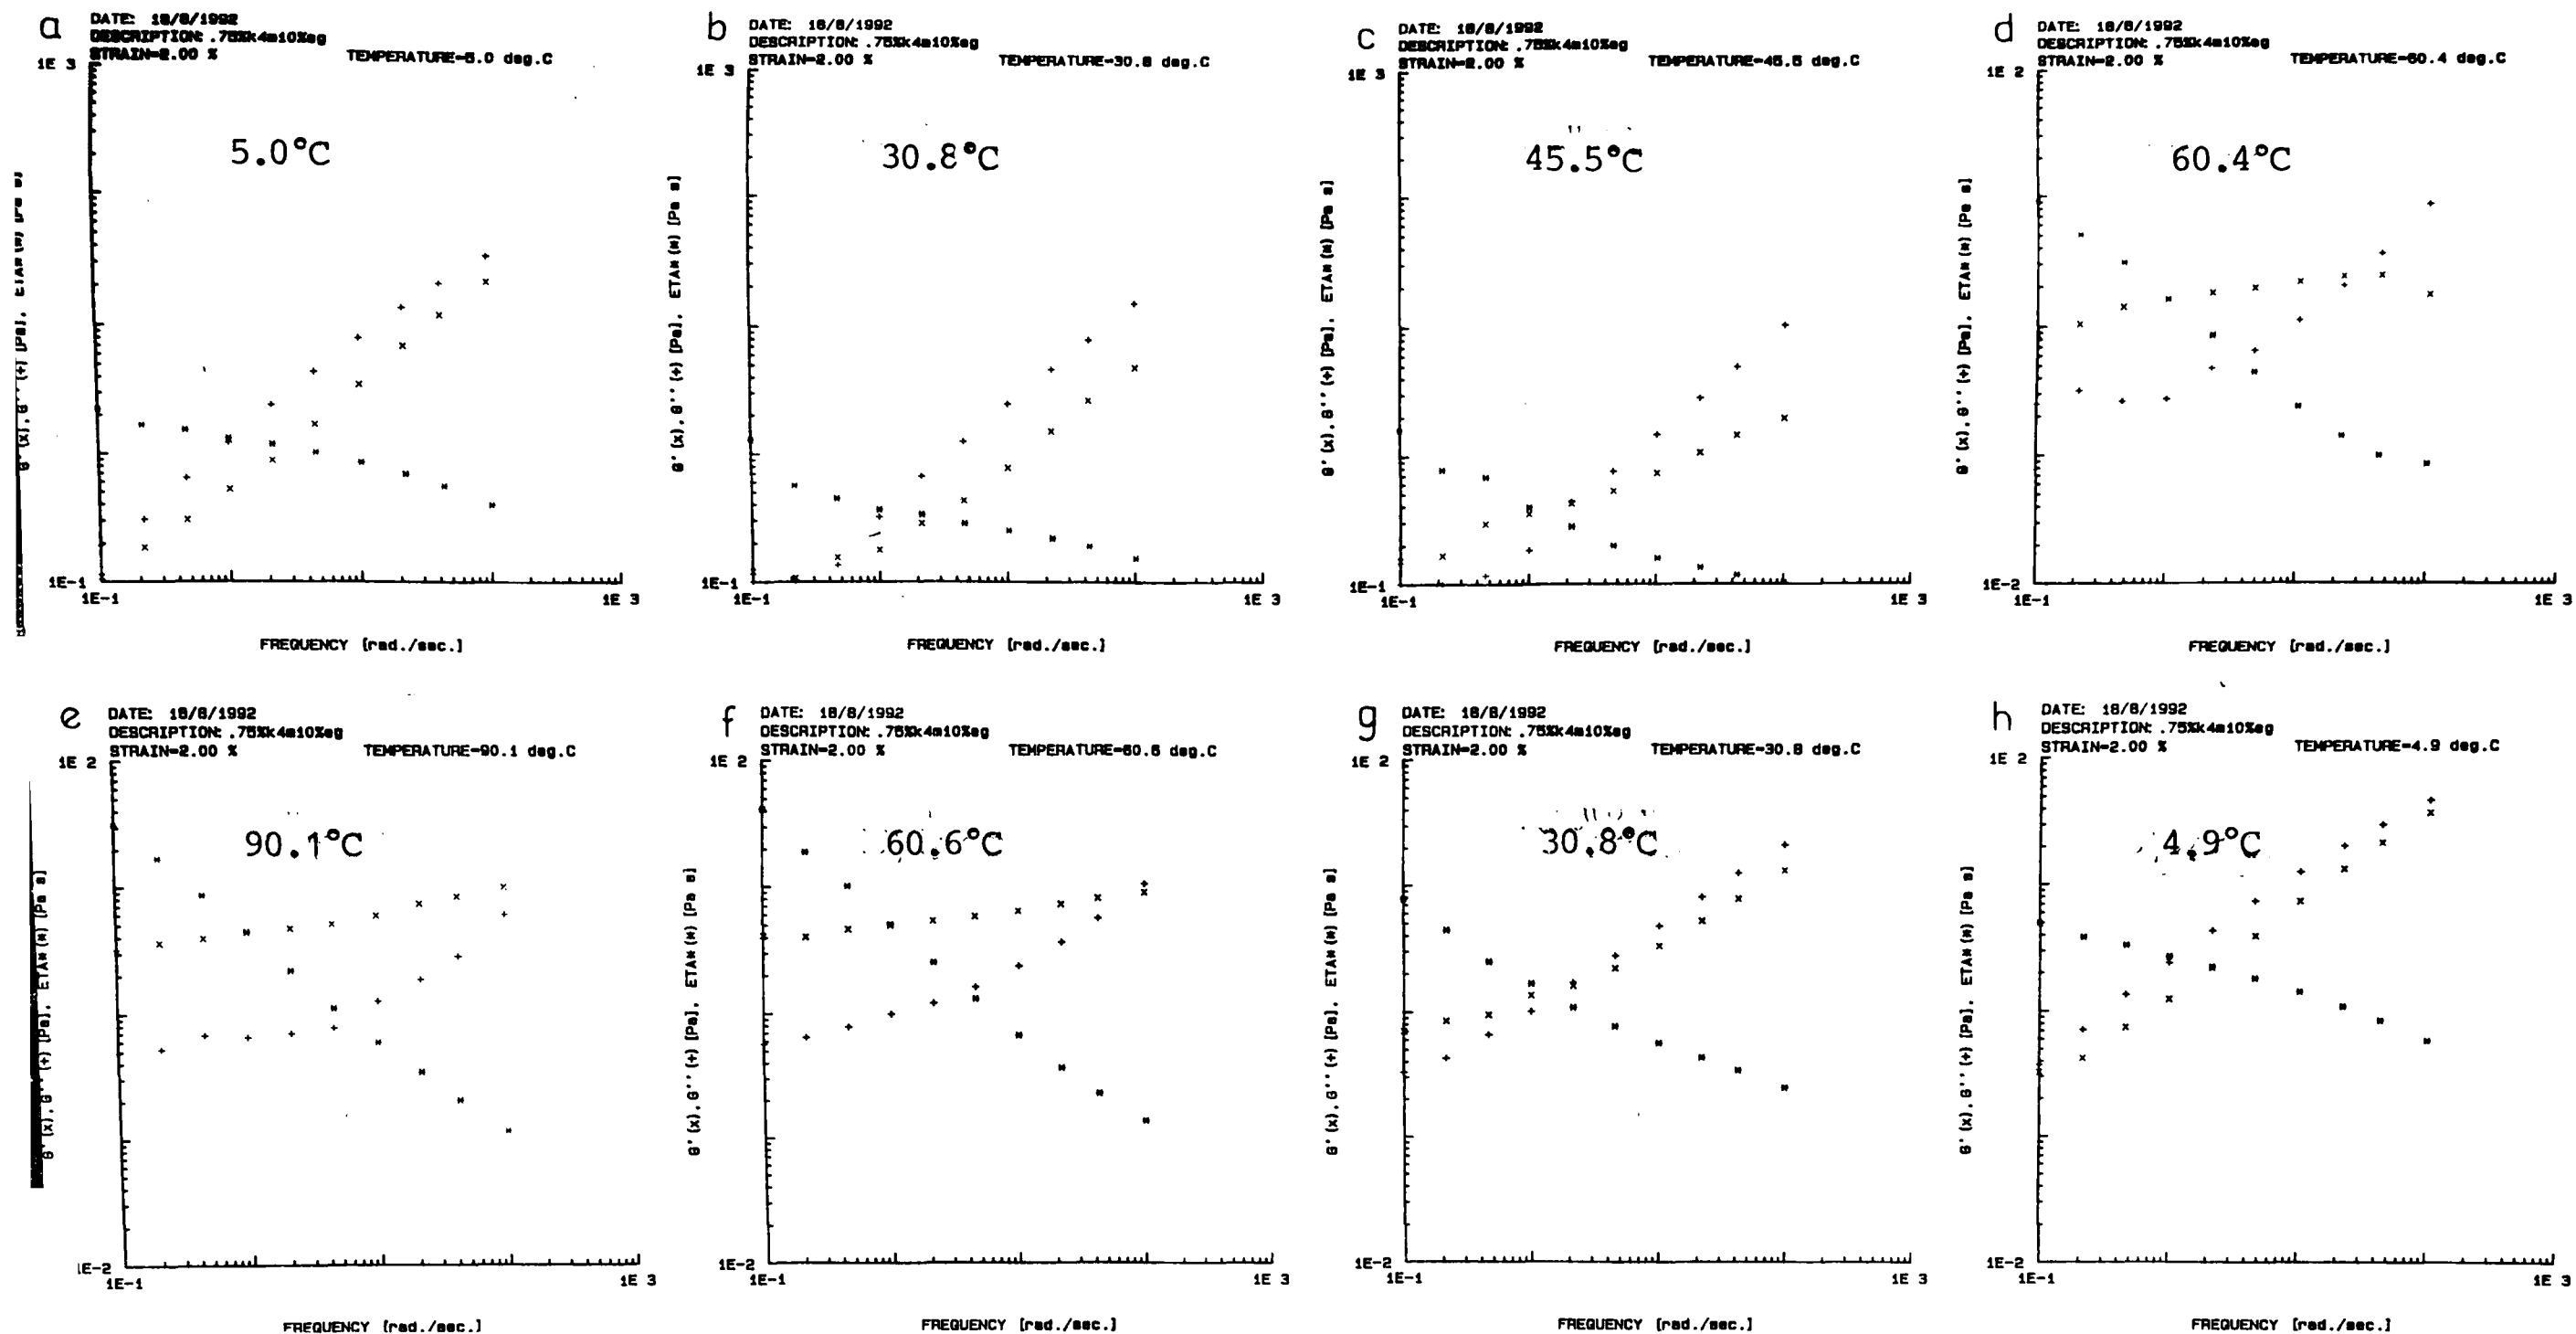 a
DATE: 18/8/1992
DESCRIPTION: .75%k4m10%eg
STRAIN=2.00 % TEMPERATURE=5.0 deg.C
1E 3
5.0°C
G'(x),G''(+) [Pa], ETA*(*) [Pa s]
1E-1
1E-1 1E 3
FREQUENCY [rad./sec.]
b
DATE: 18/8/1992
DESCRIPTION: .75%k4m10%eg
STRAIN=2.00 % TEMPERATURE=30.8 deg.C
1E 3
30.8°C
G'(x),G''(+) [Pa], ETA*(*) [Pa s]
1E-1
1E-1 1E 3
FREQUENCY [rad./sec.]
c
DATE: 18/8/1992
DESCRIPTION: .75%k4m10%eg
STRAIN=2.00 % TEMPERATURE=45.5 deg.C
1E 3
45.5°C
G'(x),G''(+) [Pa], ETA*(*) [Pa s]
1E-1
1E-1 1E 3
FREQUENCY [rad./sec.]
d
DATE: 18/8/1992
DESCRIPTION: .75%k4m10%eg
STRAIN=2.00 % TEMPERATURE=60.4 deg.C
1E 2
60.4°C
G'(x),G''(+) [Pa], ETA*(*) [Pa s]
1E-2
1E-1 1E 3
FREQUENCY [rad./sec.]
e
DATE: 18/8/1992
DESCRIPTION: .75%k4m10%eg
STRAIN=2.00 % TEMPERATURE=90.1 deg.C
1E 2
90.1°C
G'(x),G''(+) [Pa], ETA*(*) [Pa s]
1E-2
1E-1 1E 3
FREQUENCY [rad./sec.]
f
DATE: 18/8/1992
DESCRIPTION: .75%k4m10%eg
STRAIN=2.00 % TEMPERATURE=60.6 deg.C
1E 2
60.6°C
G'(x),G''(+) [Pa], ETA*(*) [Pa s]
1E-2
1E-1 1E 3
FREQUENCY [rad./sec.]
g
DATE: 18/8/1992
DESCRIPTION: .75%k4m10%eg
STRAIN=2.00 % TEMPERATURE=30.8 deg.C
1E 2
30.8°C
G'(x),G''(+) [Pa], ETA*(*) [Pa s]
1E-2
1E-1 1E 3
FREQUENCY [rad./sec.]
h
DATE: 18/8/1992
DESCRIPTION: .75%k4m10%eg
STRAIN=2.00 % TEMPERATURE=4.9 deg.C
1E 2
4.9°C
G'(x),G''(+) [Pa], ETA*(*) [Pa s]
1E-2
1E-1 1E 3
FREQUENCY [rad./sec.]